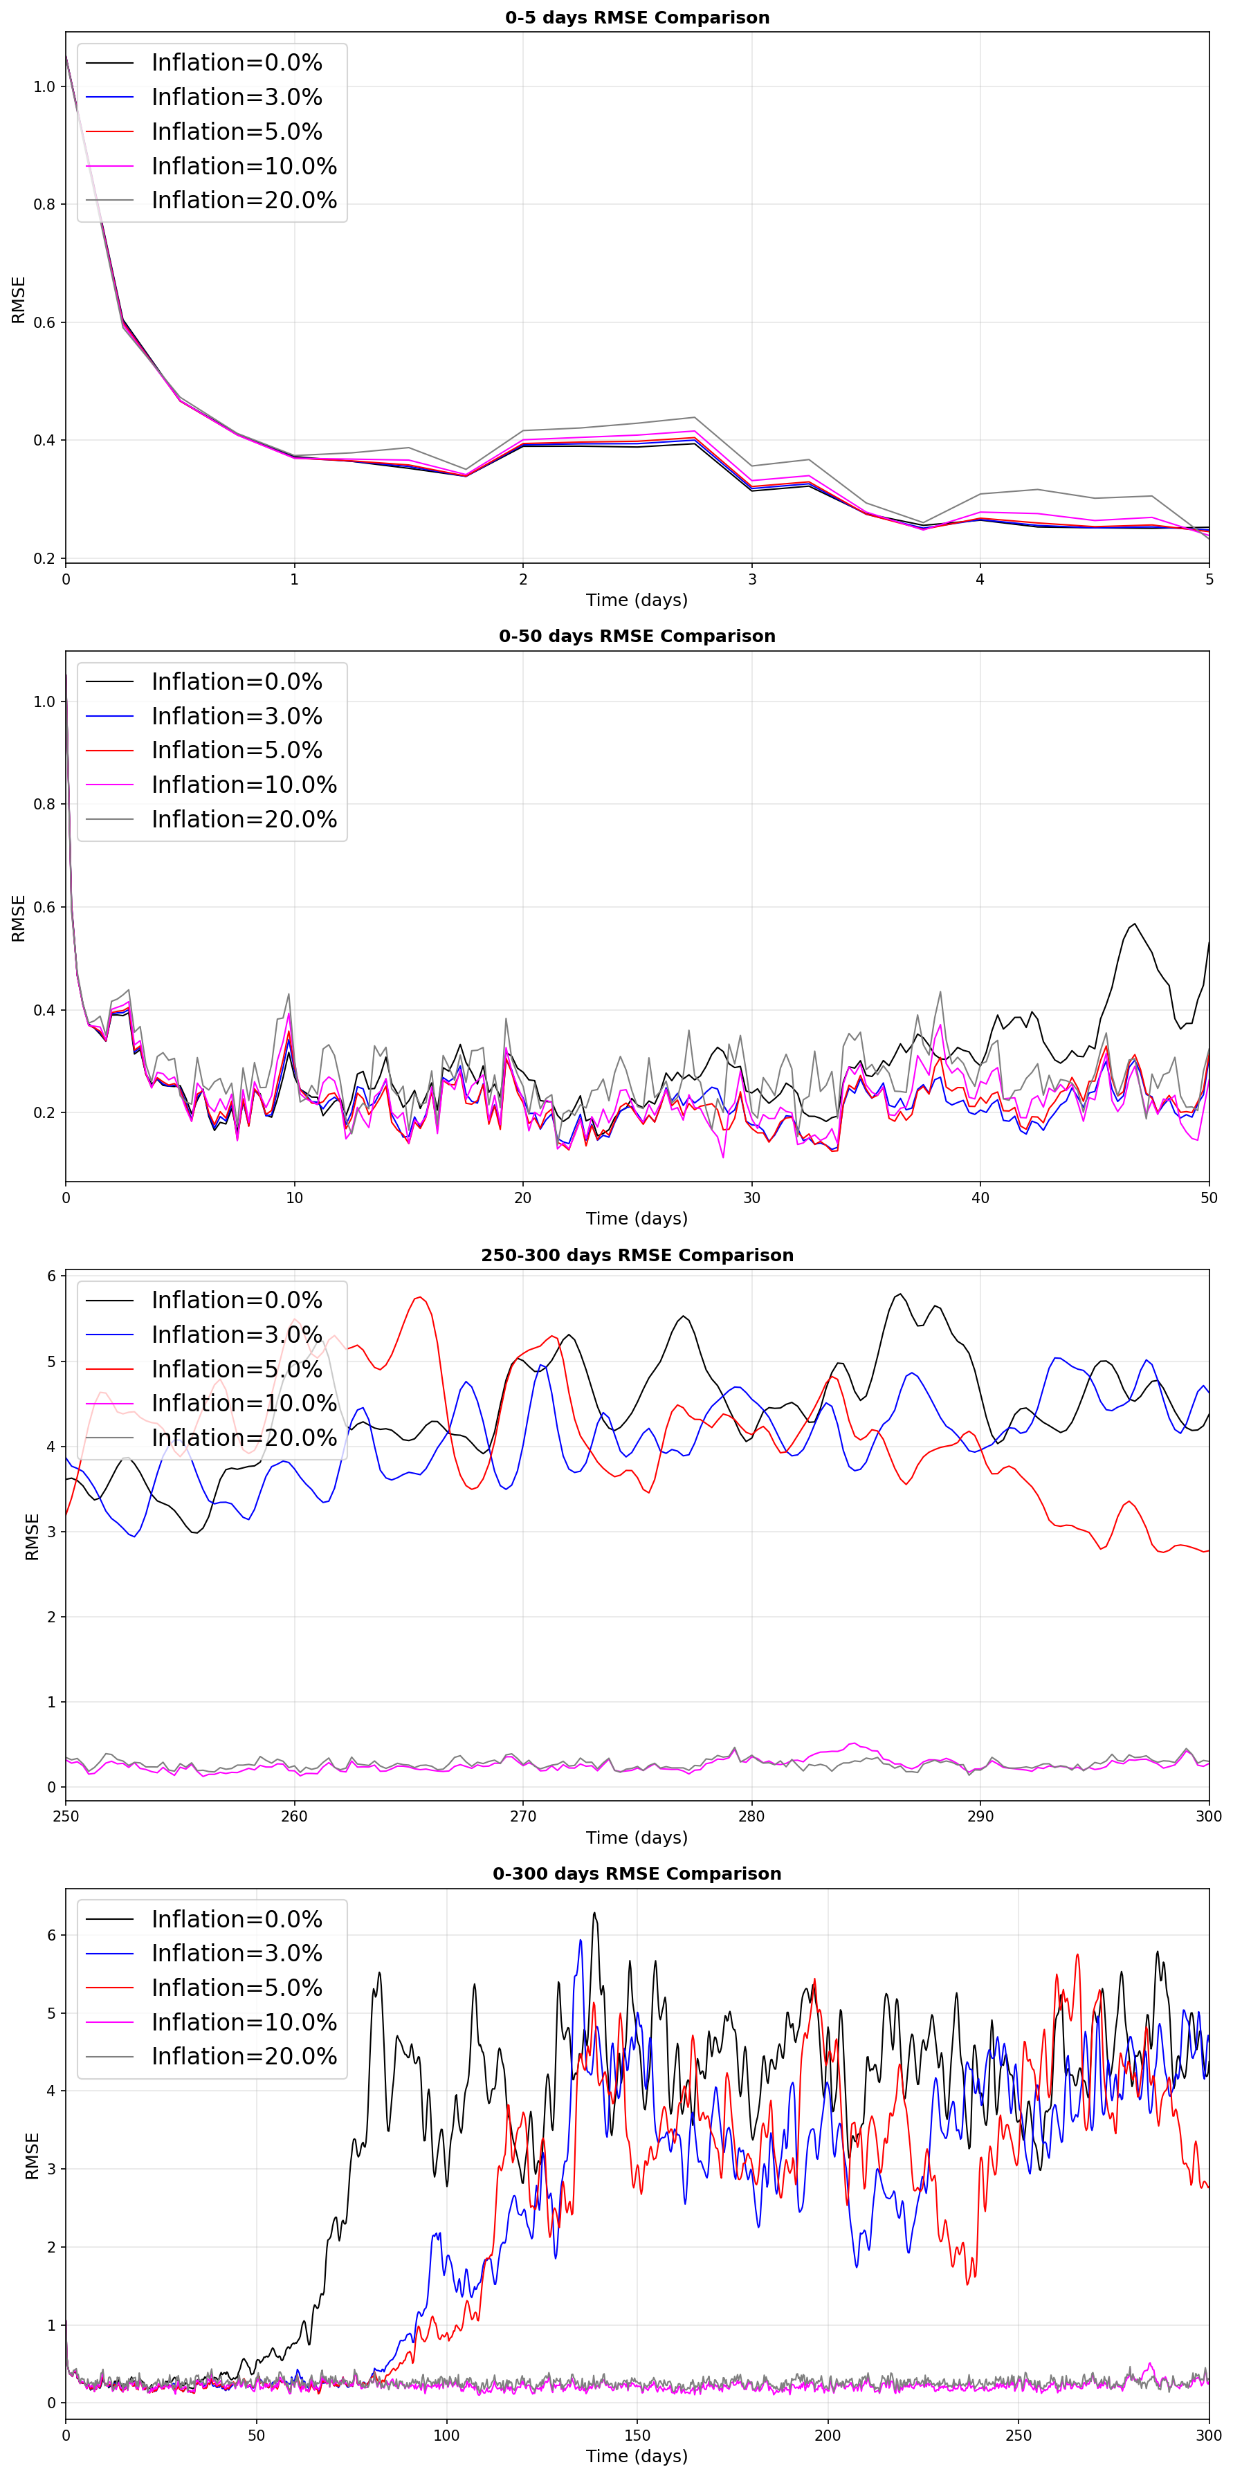 0-5 days RMSE Comparison
Inflation=0.0%
Inflation=3.0%
Inflation=5.0%
Inflation=10.0%
Inflation=20.0%
1.0
0.8
0.6
0.4
0.2
RMSE
0 1 2 3 4 5
Time (days)
0-50 days RMSE Comparison
Inflation=0.0%
Inflation=3.0%
Inflation=5.0%
Inflation=10.0%
Inflation=20.0%
1.0
0.8
0.6
0.4
0.2
RMSE
0 10 20 30 40 50
Time (days)
250-300 days RMSE Comparison
Inflation=0.0%
Inflation=3.0%
Inflation=5.0%
Inflation=10.0%
Inflation=20.0%
6
5
4
3
2
1
0
RMSE
250 260 270 280 290 300
Time (days)
0-300 days RMSE Comparison
Inflation=0.0%
Inflation=3.0%
Inflation=5.0%
Inflation=10.0%
Inflation=20.0%
6
5
4
3
2
1
0
RMSE
0 50 100 150 200 250 300
Time (days)